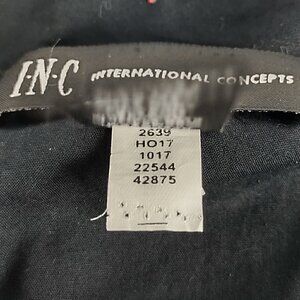 I·N·C INTERNATIONAL CONCEPTS
2639
HO17
1017
22544
42875